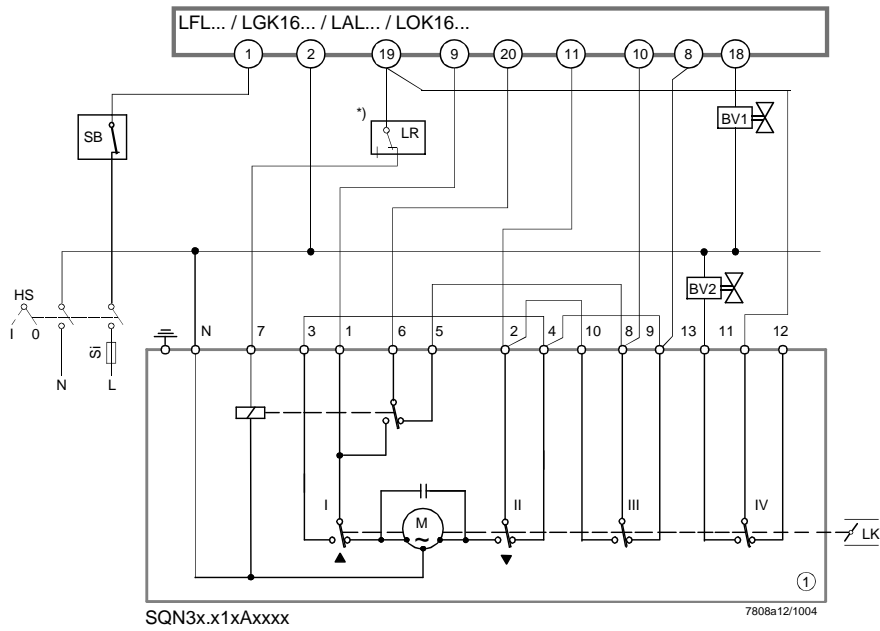 LFL... / LGK16... / LAL... / LOK16...
1 2 19 9 20 11 10 8 18
*)
SB
LR
BV1
BV2
HS
I 0
Si
N L
N 7 3 1 6 5 2 4 10 8 9 13 11 12
I II III IV
M
~
LK
1
SQN3x.x1xAxxxx
7808a12/1004